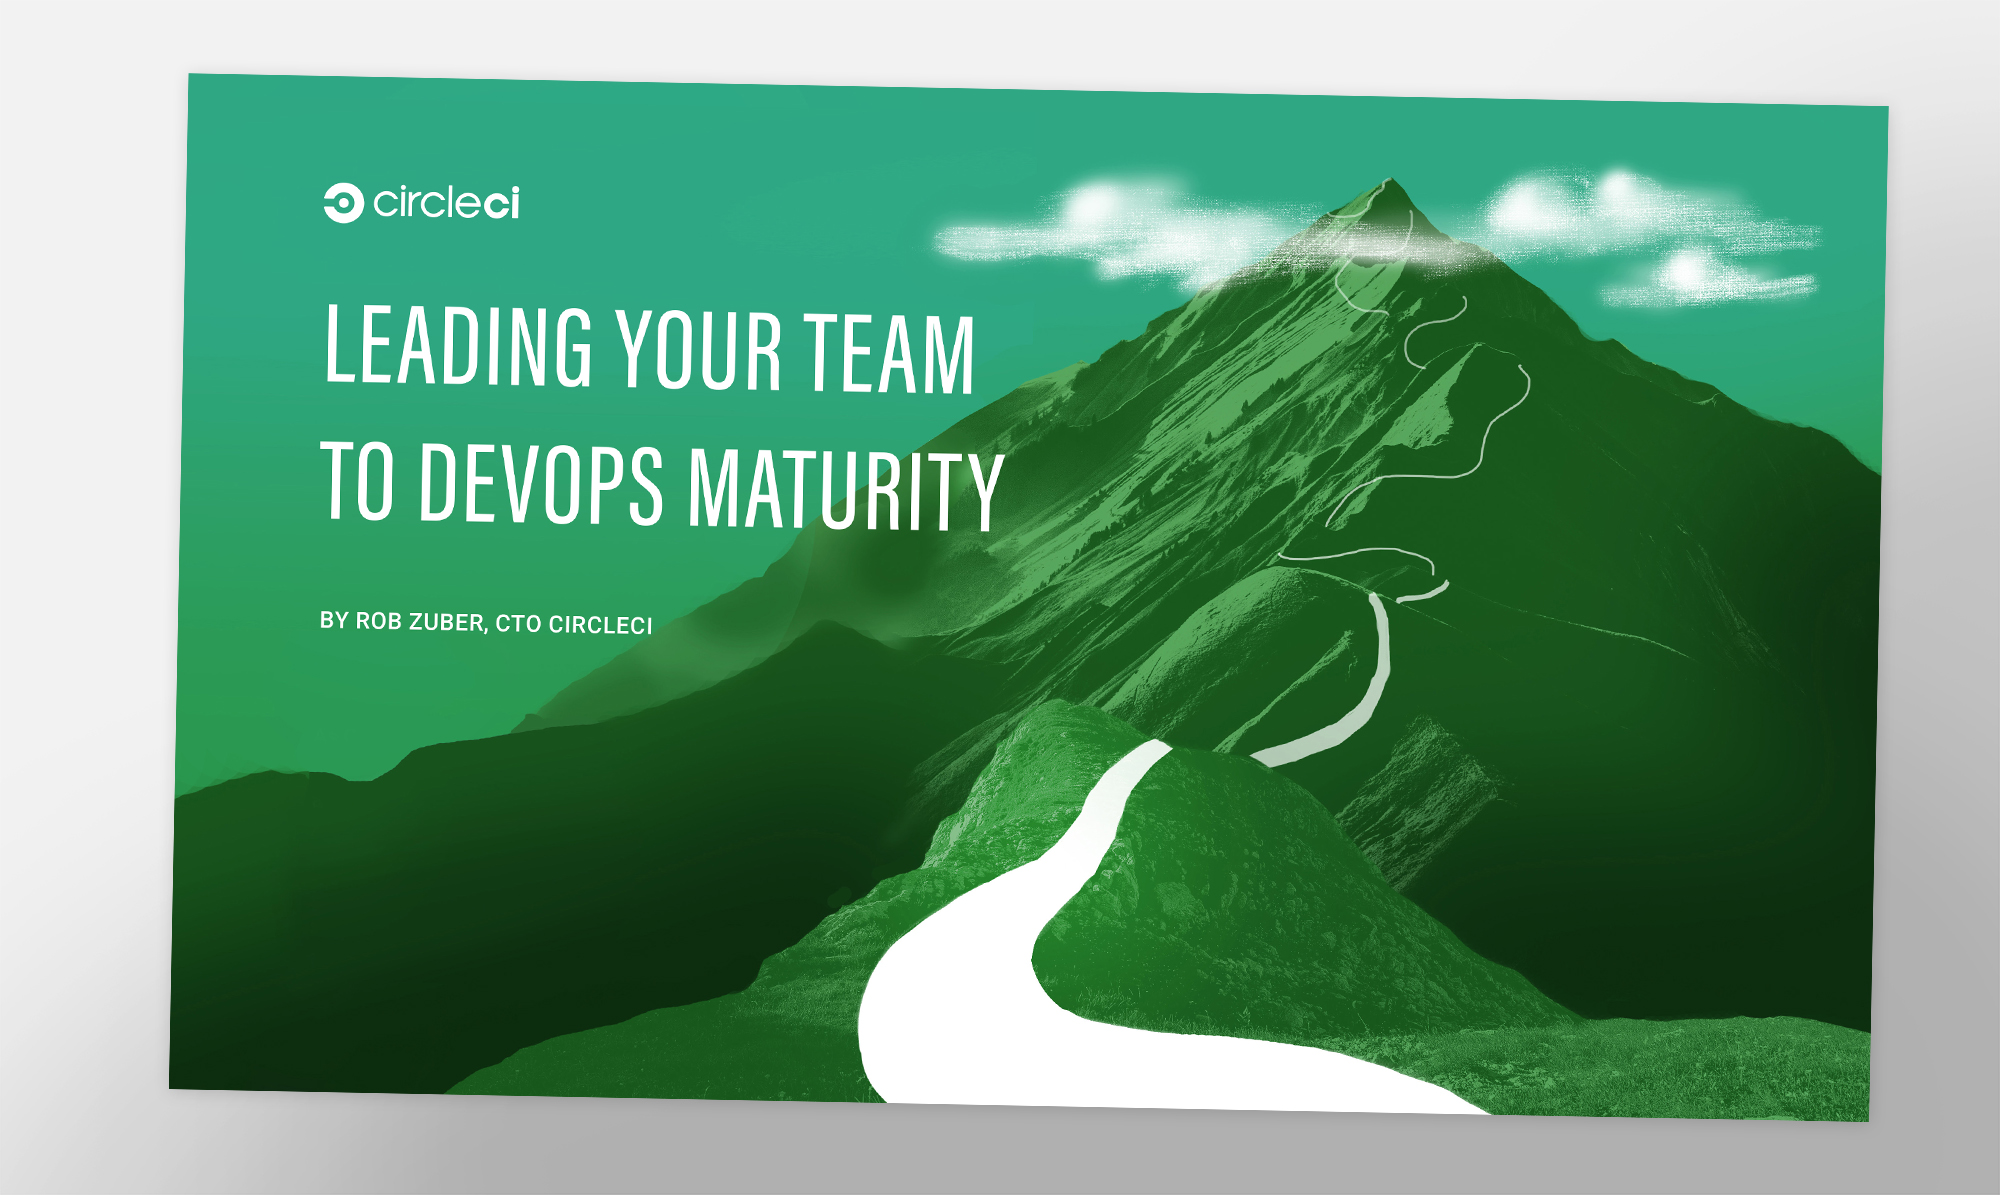 circleci
LEADING YOUR TEAM
TO DEVOPS MATURITY
BY ROB ZUBER, CTO CIRCLECI